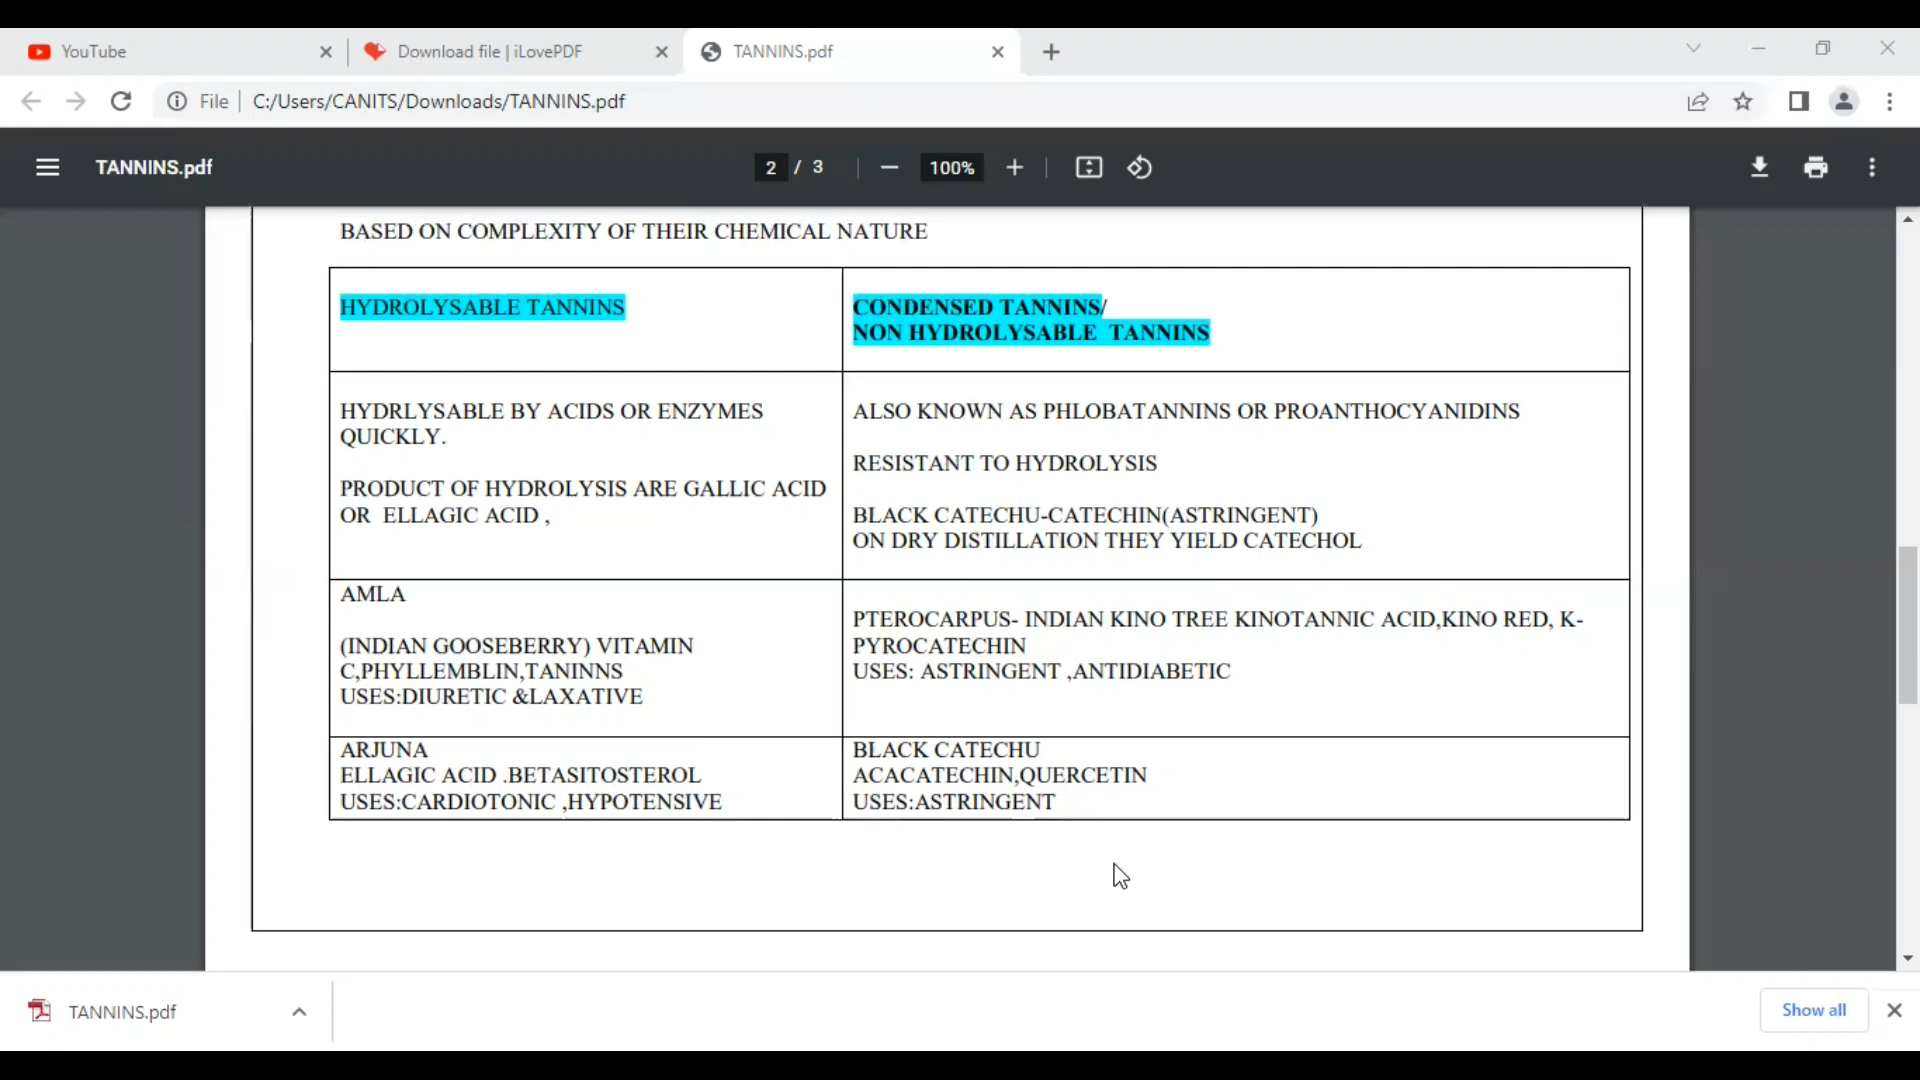 YouTube
Download file | iLovePDF
TANNINS.pdf
File
C:/Users/CANITS/Downloads/TANNINS.pdf
TANNINS.pdf
2 / 3
100%
BASED ON COMPLEXITY OF THEIR CHEMICAL NATURE
HYDROLYSABLE TANNINS
CONDENSED TANNINS/
NON HYDROLYSABLE TANNINS
HYDRLYSABLE BY ACIDS OR ENZYMES
QUICKLY.
PRODUCT OF HYDROLYSIS ARE GALLIC ACID
OR ELLAGIC ACID ,
ALSO KNOWN AS PHLOBATANNINS OR PROANTHOCYANIDINS
RESISTANT TO HYDROLYSIS
BLACK CATECHU-CATECHIN(ASTRINGENT)
ON DRY DISTILLATION THEY YIELD CATECHOL
AMLA
(INDIAN GOOSEBERRY) VITAMIN
C,PHYLLEMBLIN,TANINNS
USES:DIURETIC &LAXATIVE
PTEROCARPUS- INDIAN KINO TREE KINOTANNIC ACID,KINO RED, K-
PYROCATECHIN
USES: ASTRINGENT ,ANTIDIABETIC
ARJUNA
ELLAGIC ACID .BETASITOSTEROL
USES:CARDIOTONIC ,HYPOTENSIVE
BLACK CATECHU
ACACATECHIN,QUERCETIN
USES:ASTRINGENT
TANNINS.pdf
Show all